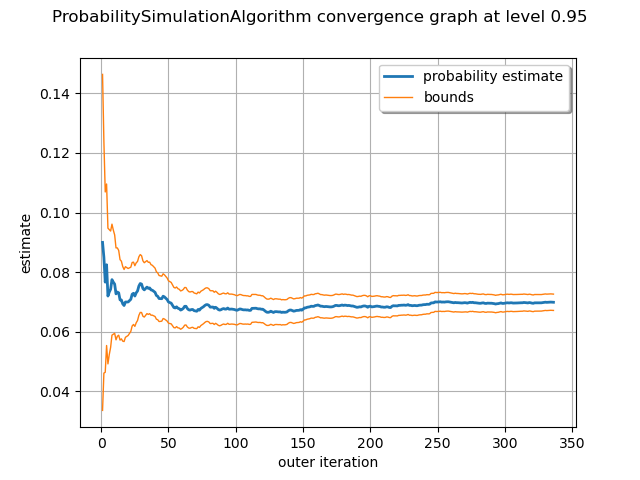 ProbabilitySimulationAlgorithm convergence graph at level 0.95
probability estimate
bounds
0.14
0.12
0.10
0.08
0.06
0.04
estimate
0
50
100
150
200
250
300
350
outer iteration